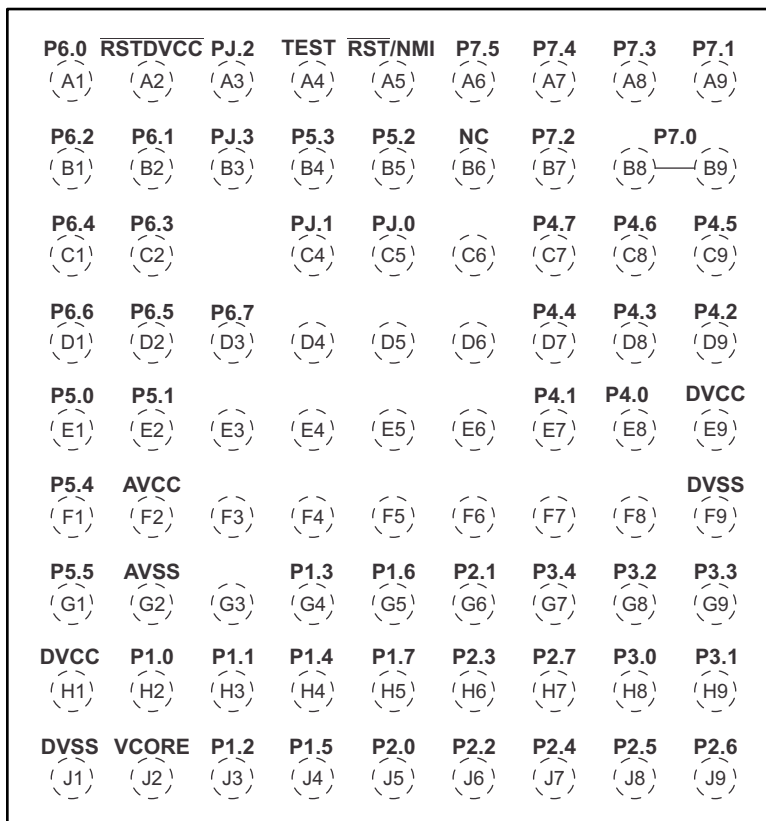 P6.0 RSTDVCC PJ.2 TEST RST/NMI P7.5 P7.4 P7.3 P7.1
A1 A2 A3 A4 A5 A6 A7 A8 A9
P6.2 P6.1 PJ.3 P5.3 P5.2 NC P7.2 P7.0
B1 B2 B3 B4 B5 B6 B7 B8 B9
P6.4 P6.3 PJ.1 PJ.0 P4.7 P4.6 P4.5
C1 C2 C4 C5 C6 C7 C8 C9
P6.6 P6.5 P6.7 P4.4 P4.3 P4.2
D1 D2 D3 D4 D5 D6 D7 D8 D9
P5.0 P5.1 P4.1 P4.0 DVCC
E1 E2 E3 E4 E5 E6 E7 E8 E9
P5.4 AVCC DVSS
F1 F2 F3 F4 F5 F6 F7 F8 F9
P5.5 AVSS P1.3 P1.6 P2.1 P3.4 P3.2 P3.3
G1 G2 G3 G4 G5 G6 G7 G8 G9
DVCC P1.0 P1.1 P1.4 P1.7 P2.3 P2.7 P3.0 P3.1
H1 H2 H3 H4 H5 H6 H7 H8 H9
DVSS VCORE P1.2 P1.5 P2.0 P2.2 P2.4 P2.5 P2.6
J1 J2 J3 J4 J5 J6 J7 J8 J9